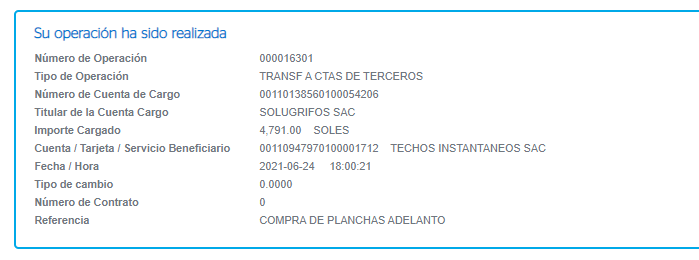 Su operación ha sido realizada
Número de Operación 000016301
Tipo de Operación TRANSF A CTAS DE TERCEROS
Número de Cuenta de Cargo 00110138560100054206
Titular de la Cuenta Cargo SOLUGRIFOS SAC
Importe Cargado 4,791.00 SOLES
Cuenta / Tarjeta / Servicio Beneficiario 00110947970100001712 TECHOS INSTANTANEOS SAC
Fecha / Hora 2021-06-24 18:00:21
Tipo de cambio 0.0000
Número de Contrato 0
Referencia COMPRA DE PLANCHAS ADELANTO